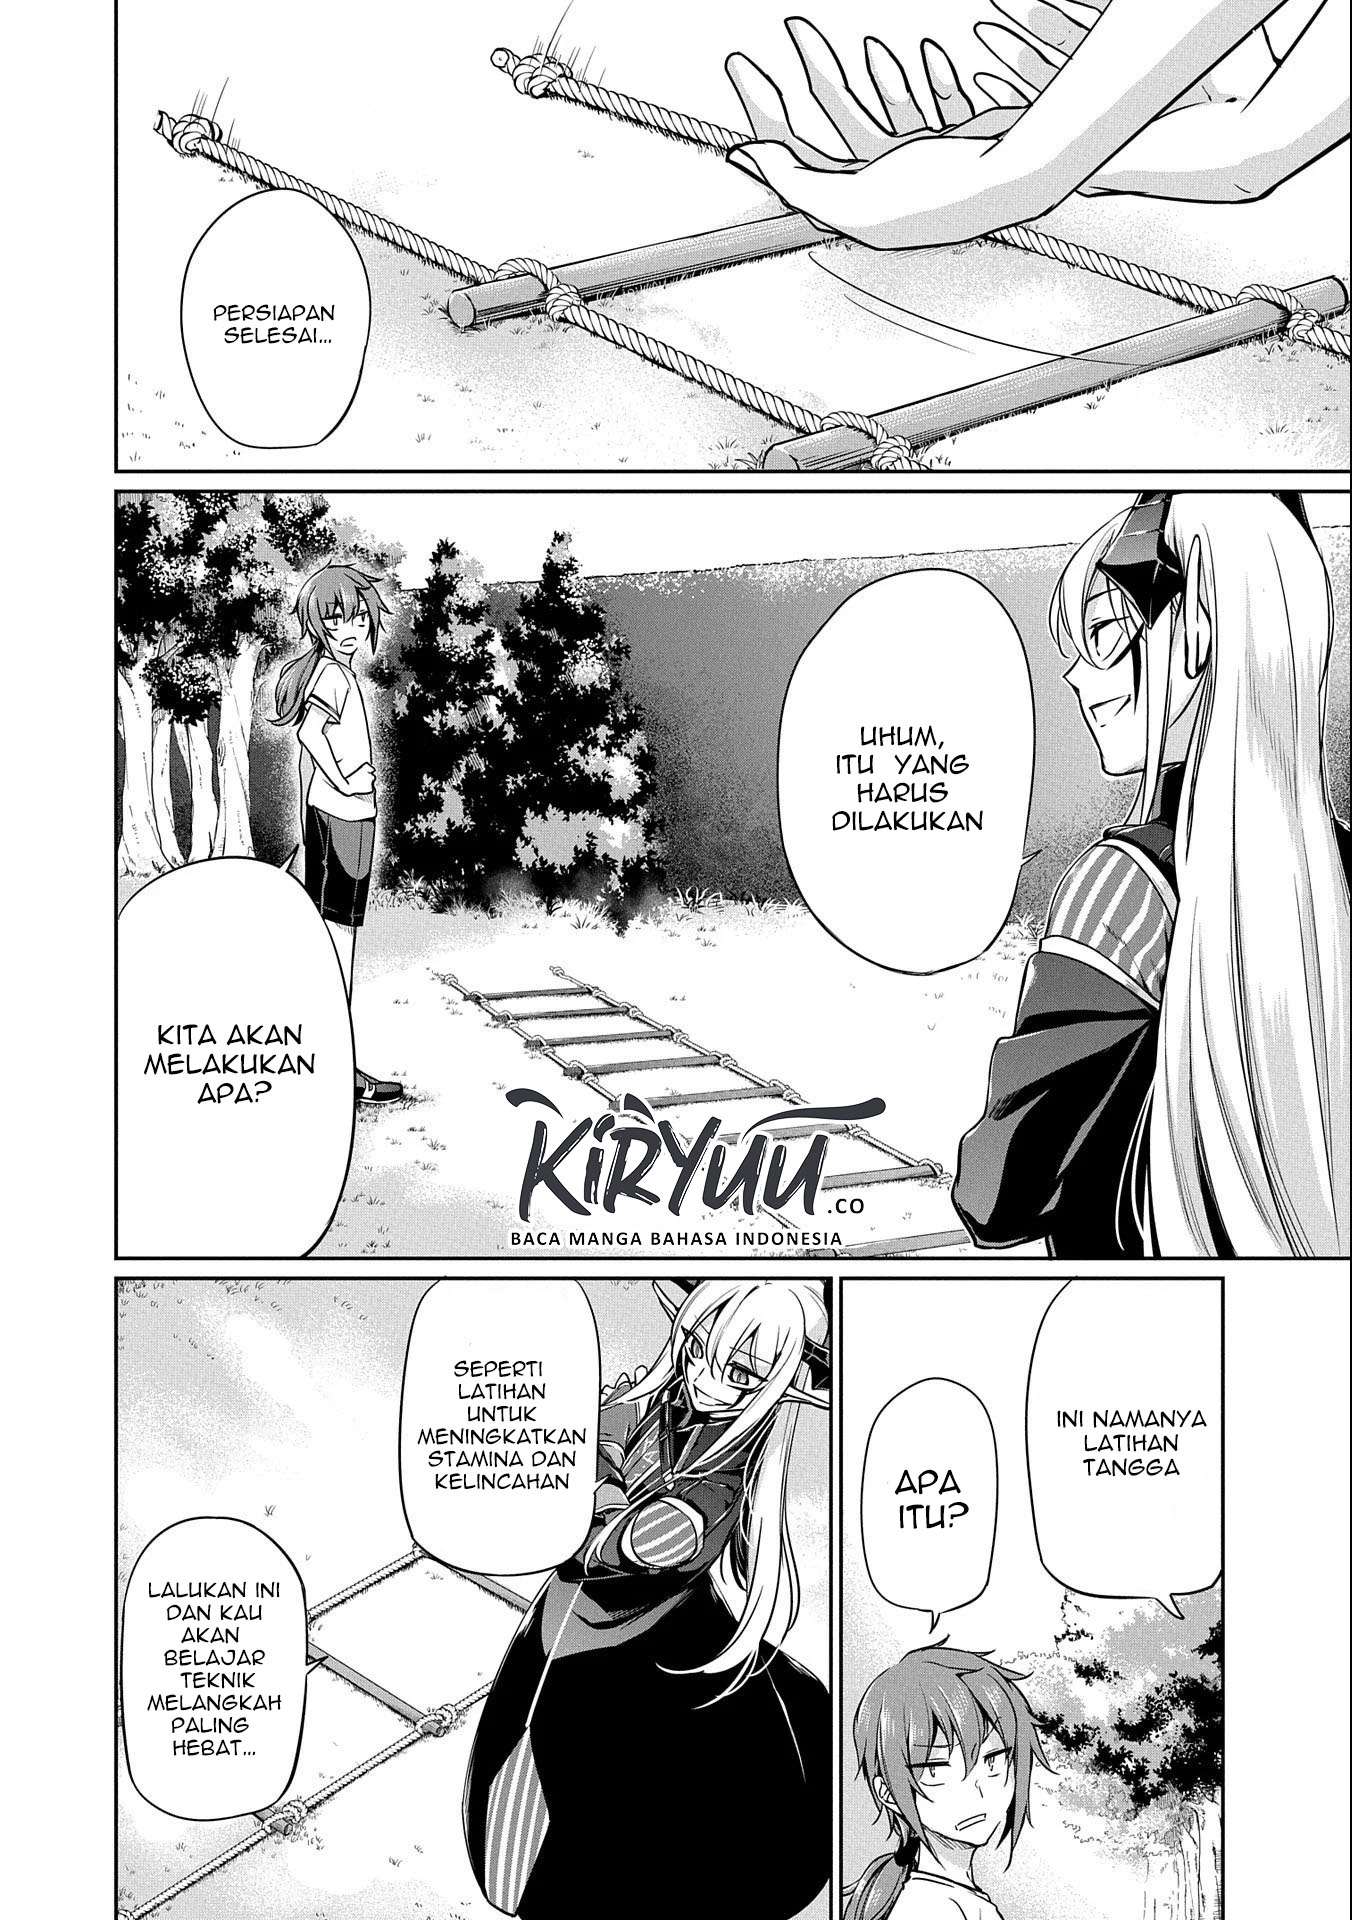 PERSIAPAN
SELESAI...
UHUM,
ITU YANG
HARUS
DILAKUKAN
KITA AKAN
MELAKUKAN
APA?
KIRYUU
.CO
BACA MANGA BAHASA INDONESIA
INI NAMANYA
LATIHAN
TANGGA
APA
ITU?
SEPERTI
LATIHAN
UNTUK
MENINGKATKAN
STAMINA DAN
KELINCAHAN
LALUKAN INI
DAN KAU
AKAN
BELAJAR
TEKNIK
MELANGKAH
PALING
HEBAT...